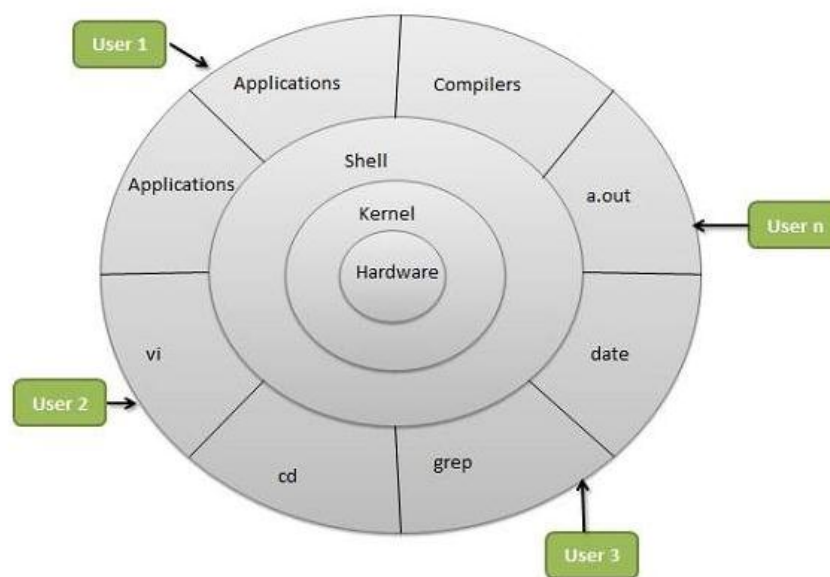 User 1
Applications
Compilers
Shell
Applications
a.out
Kernel
User n
Hardware
vi
date
User 2
grep
cd
User 3